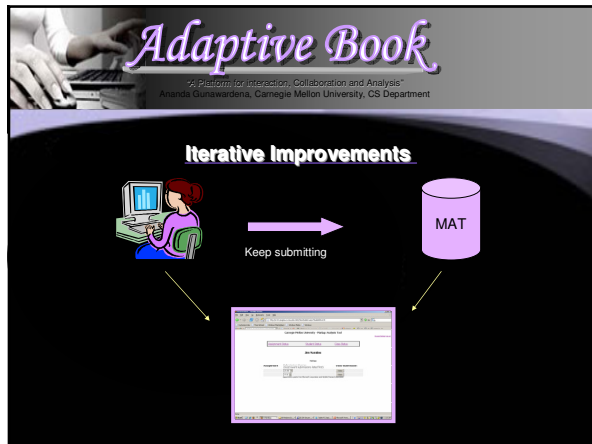 Adaptive Book
"A Platform for interaction, Collaboration and Analysis"
Ananda Gunawardena, Carnegie Mellon University, CS Department
Iterative Improvements
MAT
Keep submitting